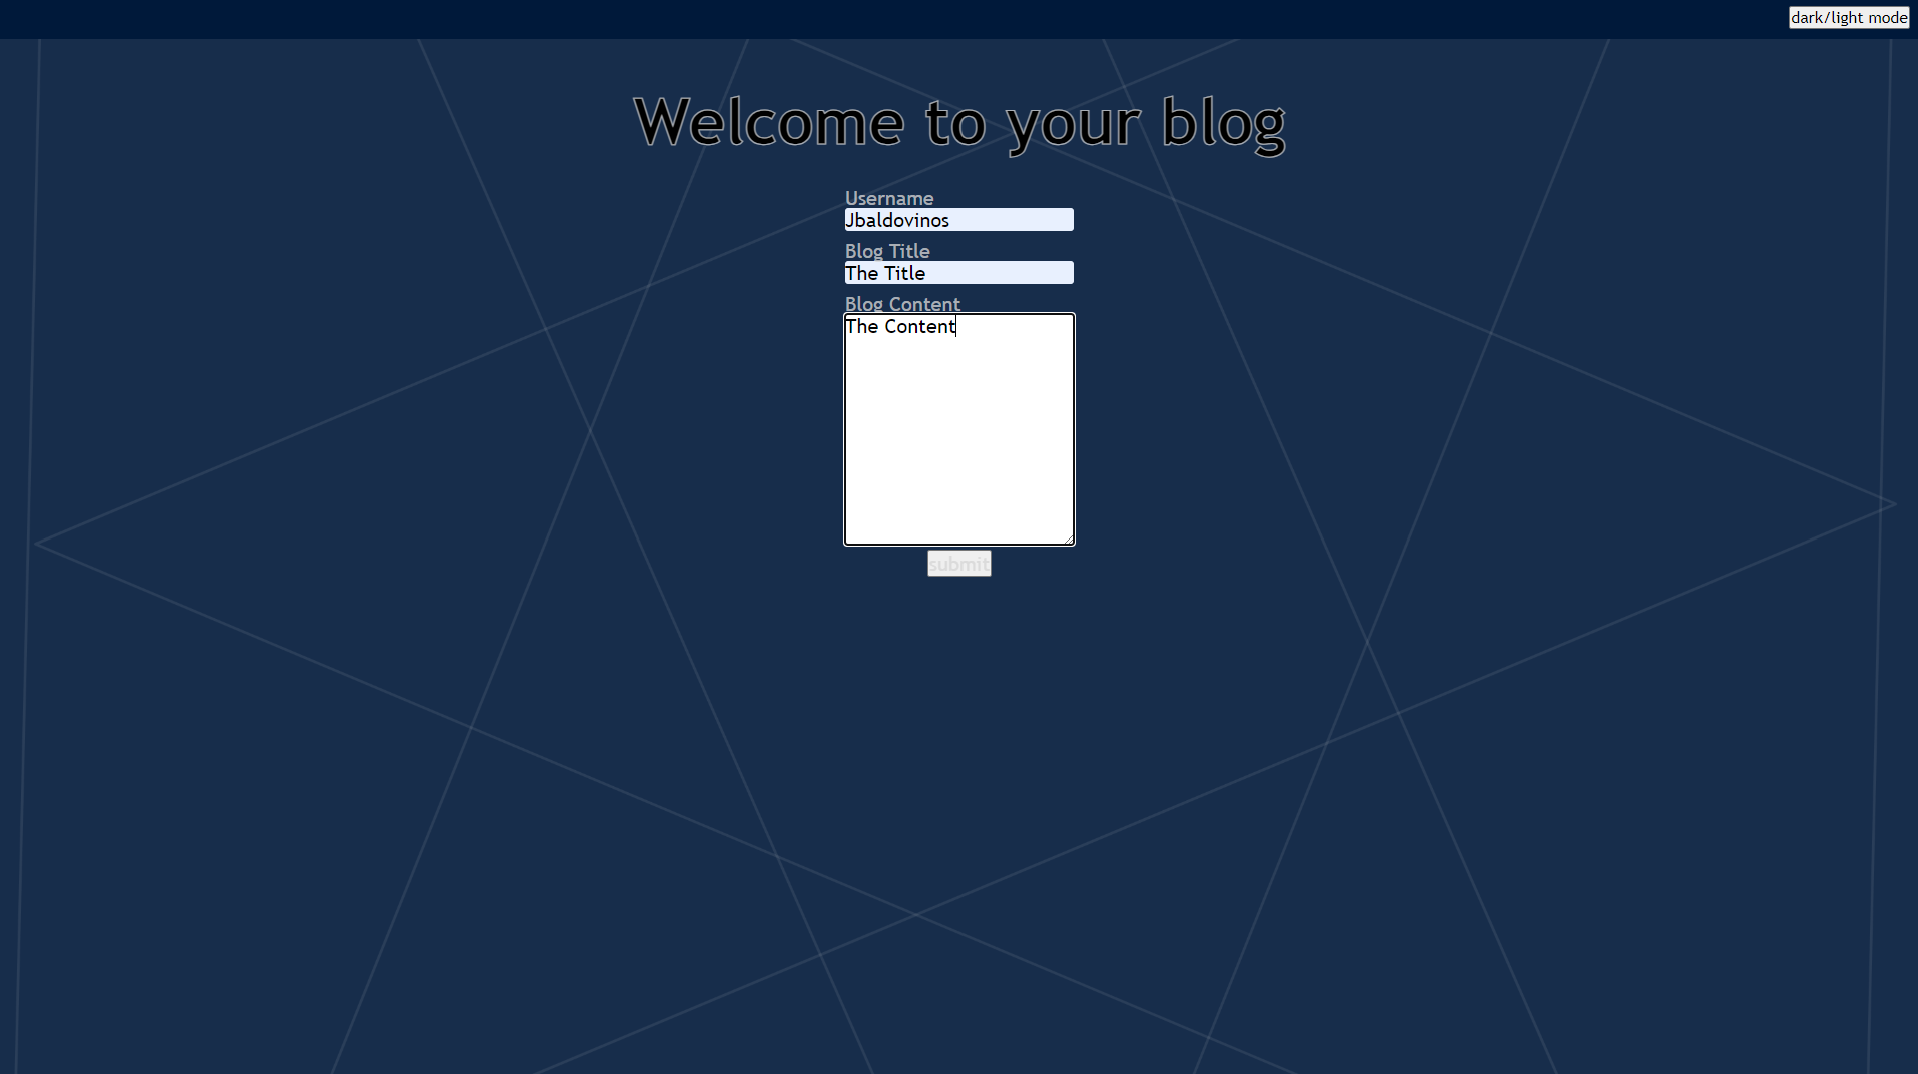 dark/light mode
Welcome to your blog
Username
Jbaldovinos
Blog Title
The Title
Blog Content
The Content
submit